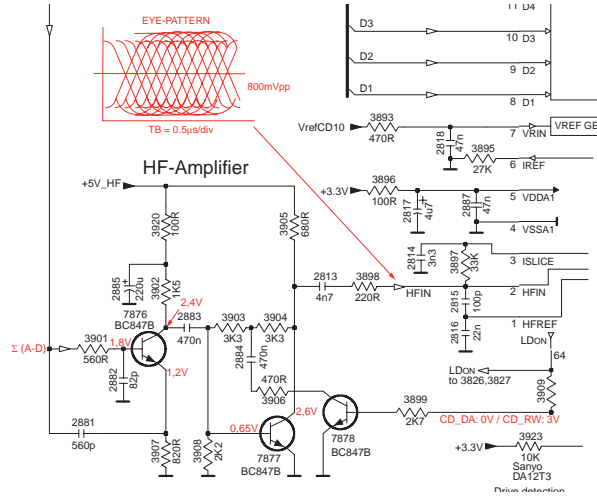 EYE-PATTERN
800mVpp
TB = 0.5µs/div
HF-Amplifier
+5V_HF
3920
100R
3905
680R
2885
220u
3902
1K5
2,4V
7876
BC847B
2883
470n
3903
3K3
3904
3K3
2884
470n
Σ (A-D)
3901
560R
1,8V
2882
82p
1,2V
470R
3906
2881
560p
3907
820R
3908
2K2
0,65V
2,6V
7877
BC847B
7878
BC847B
3899
2K7
CD_DA: 0V / CD_RW: 3V
2813
4n7
3898
220R
HFIN
D4
11
D3
10 D3
D2
9 D2
D1
8 D1
VrefCD10
3893
470R
2818
47n
7 VRIN
VREF GE
3895
27K
6 IREF
+3.3V
3896
100R
2817
4u7
2887
47n
5 VDDA1
4 VSSA1
2814
3n3
3897
33K
3 ISLICE
2815
100p
2 HFIN
2816
22n
1 HFREF
LDON
64
LDON
to 3826,3827
3909
+3.3V
3923
10K
Sanyo
DA12T3
Drive detection